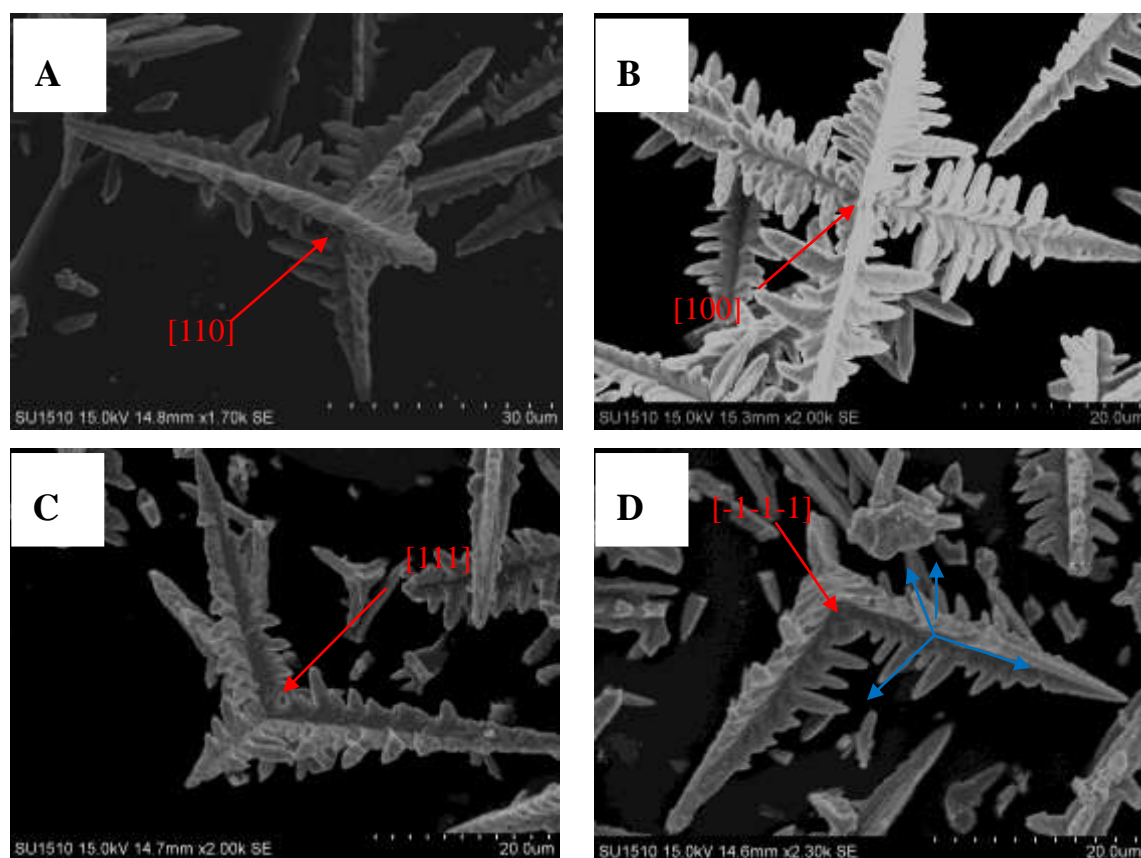 A
[110]
SU1510 15.0kV 14.8mm x1.70k SE
30.0um
B
[100]
SU1510 15.0kV 15.3mm x2.00k SE
20.0um
C
[111]
SU1510 15.0kV 14.7mm x2.00k SE
20.0um
D
[-1-1-1]
SU1510 15.0kV 14.6mm x2.30k SE
20.0um